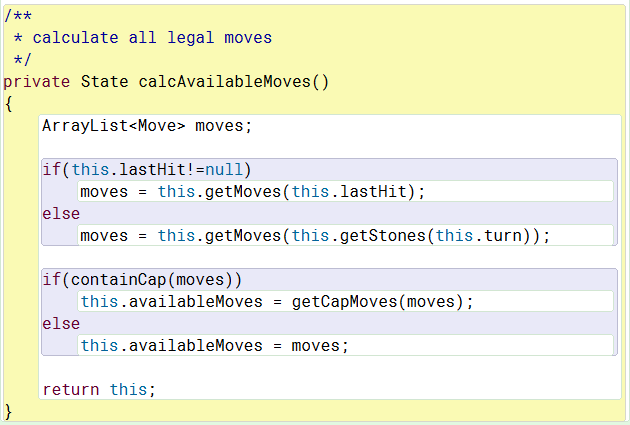 /**
 * calculate all legal moves
 */
private State calcAvailableMoves()
{
    ArrayList<Move> moves;

    if(this.lastHit!=null)
        moves = this.getMoves(this.lastHit);
    else
        moves = this.getMoves(this.getStones(this.turn));

    if(containCap(moves))
        this.availableMoves = getCapMoves(moves);
    else
        this.availableMoves = moves;

    return this;
}